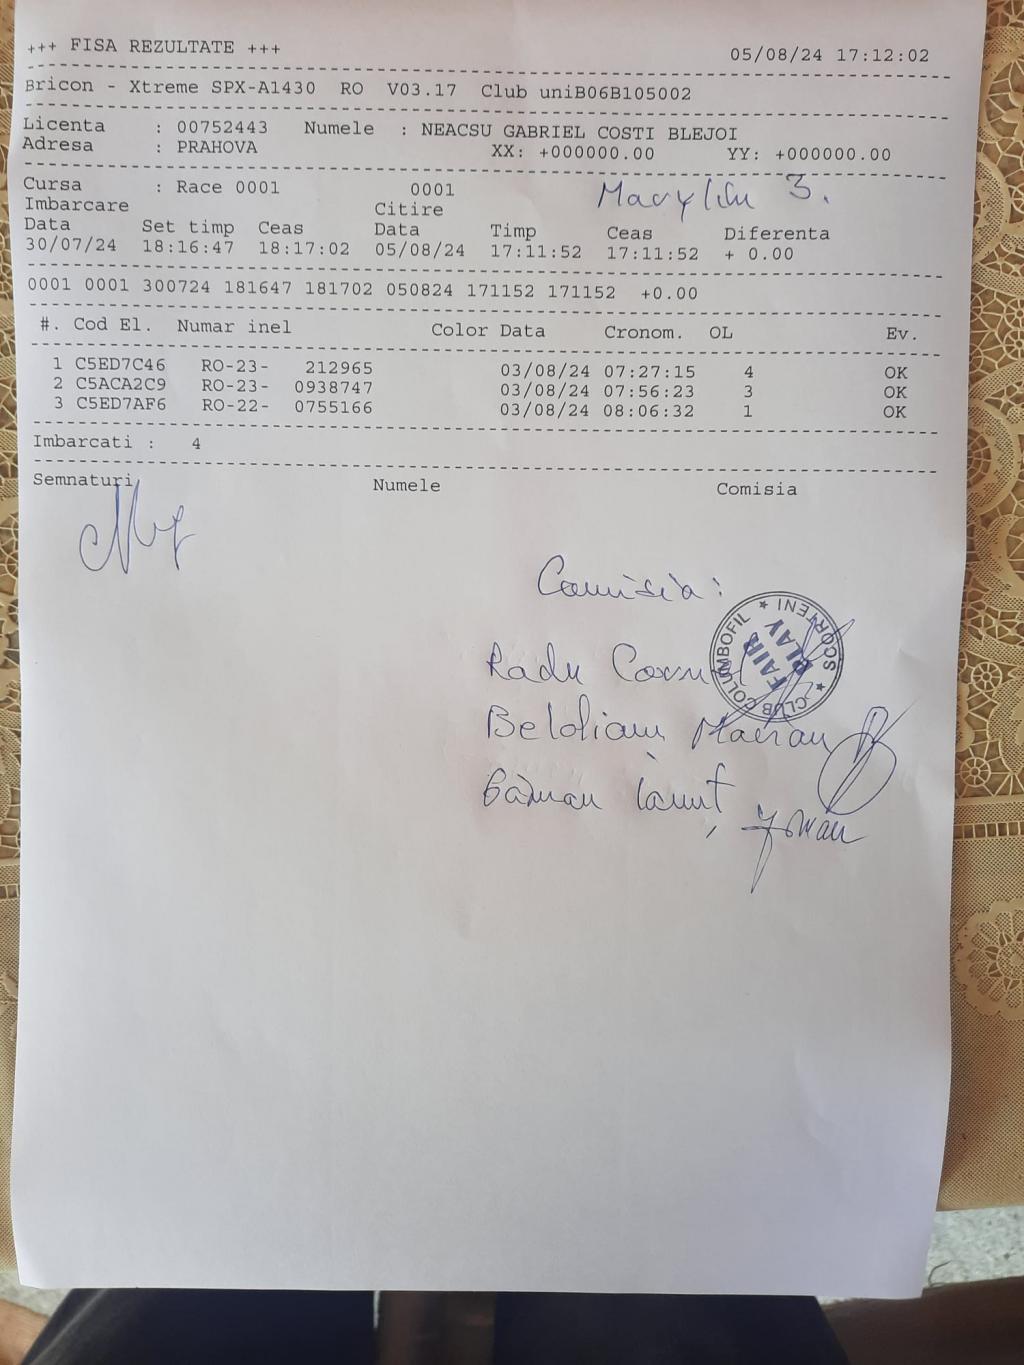 +++ FISA REZULTATE +++ 05/08/24 17:12:02
Bricon - Xtreme SPX-A1430 RO V03.17 Club uniB06B105002
Licenta : 00752443 Numele : NEACSU GABRIEL COSTI BLEJOI
Adresa : PRAHOVA XX: +000000.00 YY: +000000.00
Cursa : Race 0001 0001 3.
Imbarcare Citire
Data Set timp Ceas Data Timp Ceas Diferenta
30/07/24 18:16:47 18:17:02 05/08/24 17:11:52 17:11:52 + 0.00
0001 0001 300724 181647 181702 050824 171152 171152 +0.00
#. Cod El. Numar inel Color Data Cronom. OL Ev.
1 C5ED7C46 RO-23- 212965 03/08/24 07:27:15 4 OK
2 C5ACA2C9 RO-23- 0938747 03/08/24 07:56:23 3 OK
3 C5ED7AF6 RO-22- 0755166 03/08/24 08:06:32 1 OK
Imbarcati : 4
Semnaturi Numele Comisia
Comisia:
CLUB COLUMBOFIL ★ SCORTENI ★
FAIR
PLAY
Radu